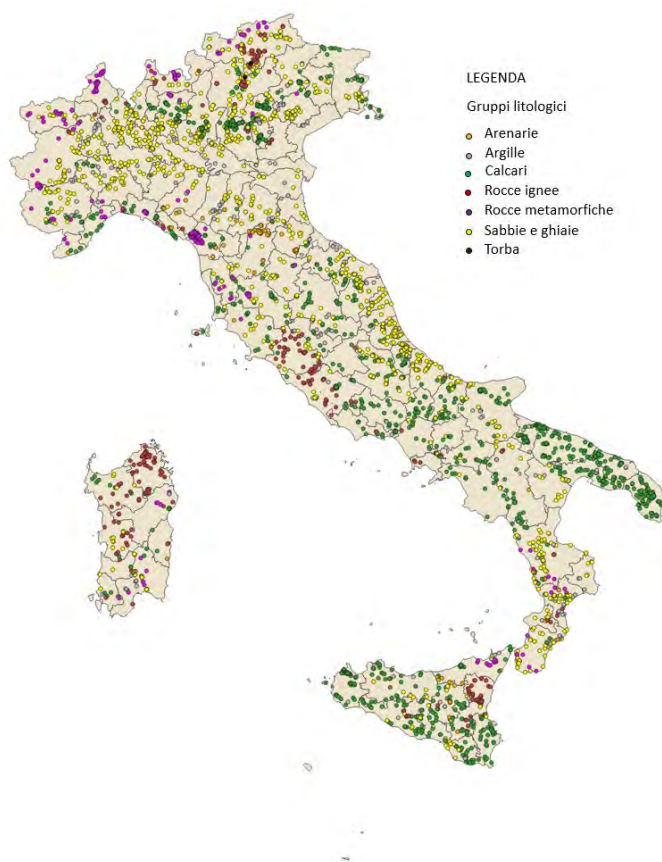 LEGENDA
Gruppi litologici
Arenarie
Argille
Calcari
Rocce ignee
Rocce metamorfiche
Sabbie e ghiaie
Torba